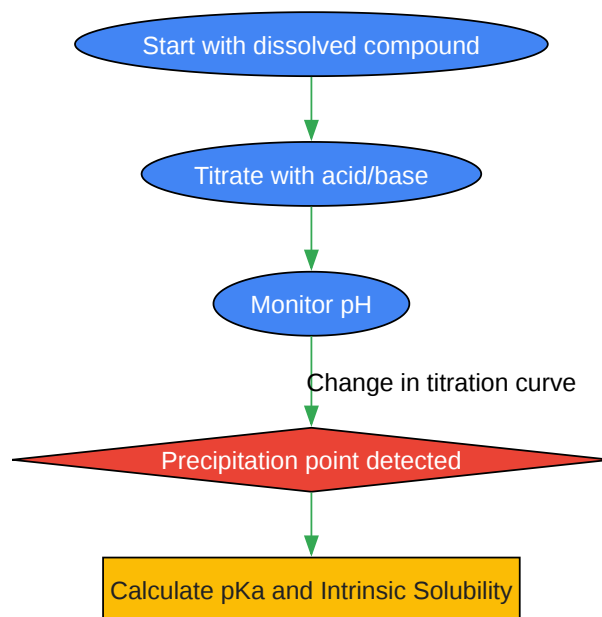 Start with dissolved compound
Titrate with acid/base
Monitor pH
Change in titration curve
Precipitation point detected
Calculate pKa and Intrinsic Solubility